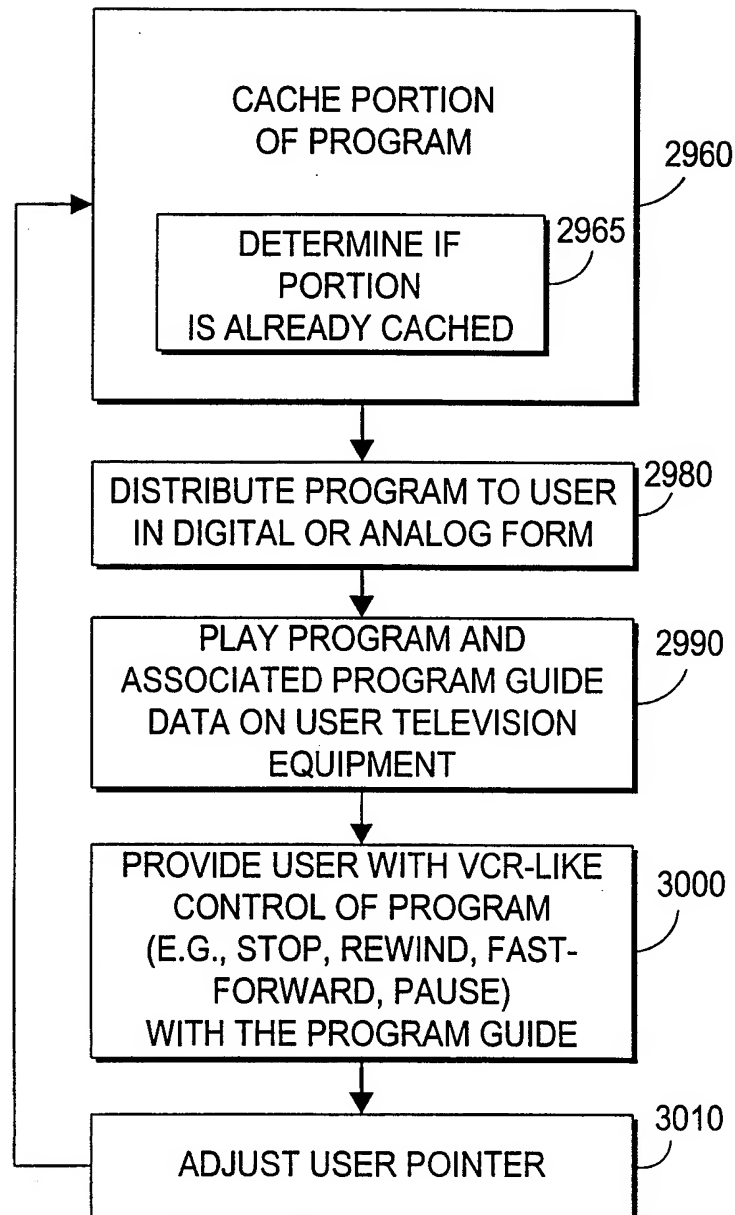 CACHE PORTION
OF PROGRAM
2960
DETERMINE IF
PORTION
IS ALREADY CACHED
2965
DISTRIBUTE PROGRAM TO USER
IN DIGITAL OR ANALOG FORM
2980
PLAY PROGRAM AND
ASSOCIATED PROGRAM GUIDE
DATA ON USER TELEVISION
EQUIPMENT
2990
PROVIDE USER WITH VCR-LIKE
CONTROL OF PROGRAM
(E.G., STOP, REWIND, FAST-
FORWARD, PAUSE)
WITH THE PROGRAM GUIDE
3000
ADJUST USER POINTER
3010